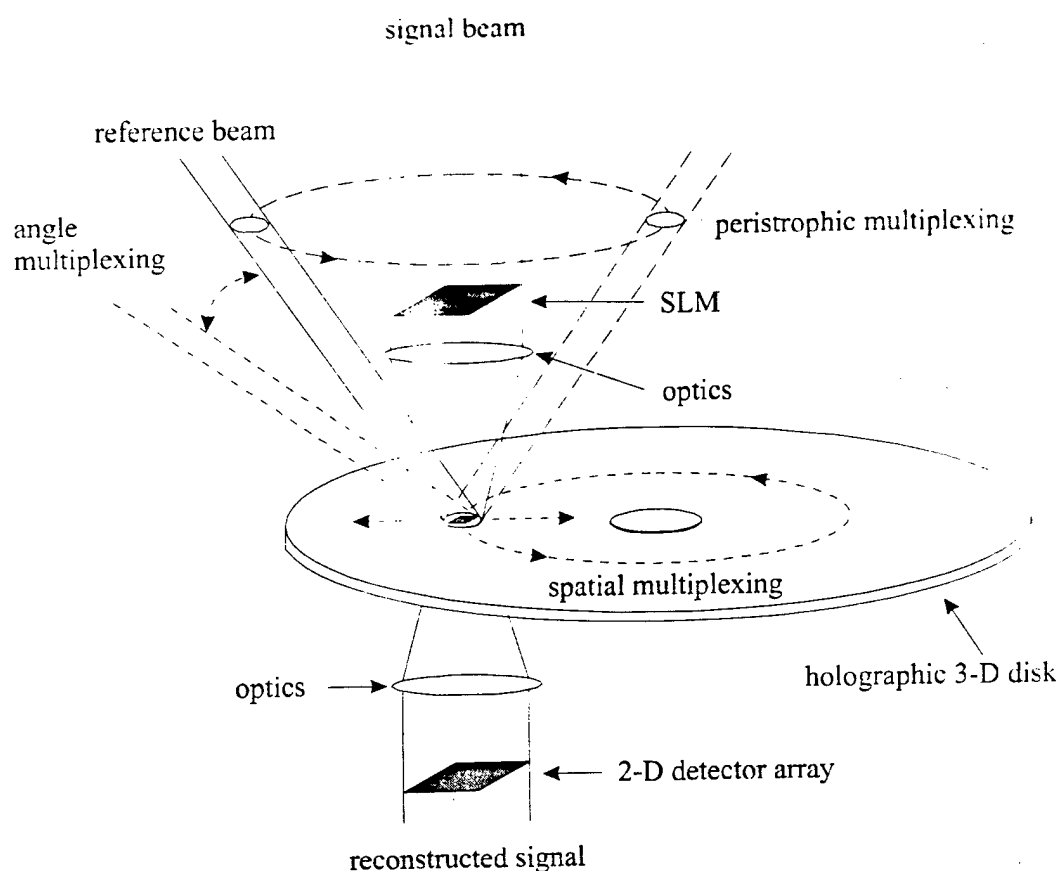 signal beam
reference beam
angle
multiplexing
peristrophic multiplexing
SLM
optics
spatial multiplexing
holographic 3-D disk
optics
2-D detector array
reconstructed signal